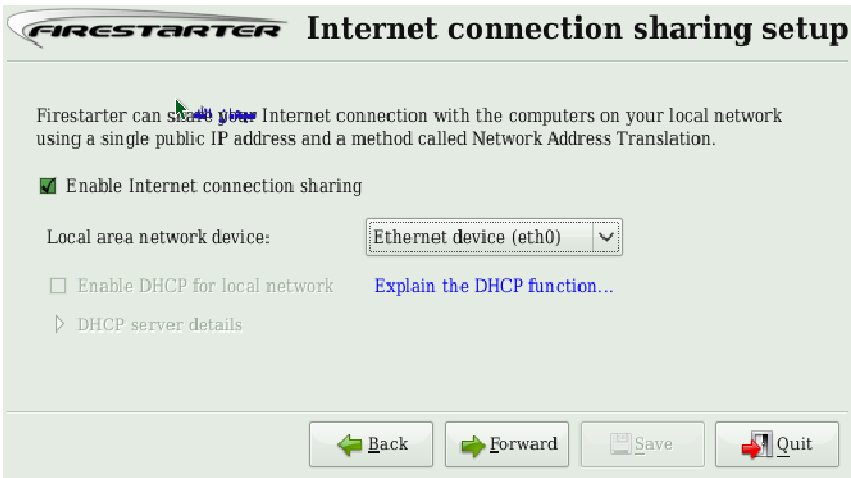 FIRESTARTER Internet connection sharing setup
Firestarter can share your Internet connection with the computers on your local network
using a single public IP address and a method called Network Address Translation.
Enable Internet connection sharing
Local area network device: Ethernet device (eth0)
Enable DHCP for local network Explain the DHCP function...
DHCP server details
Back Forward Save Quit